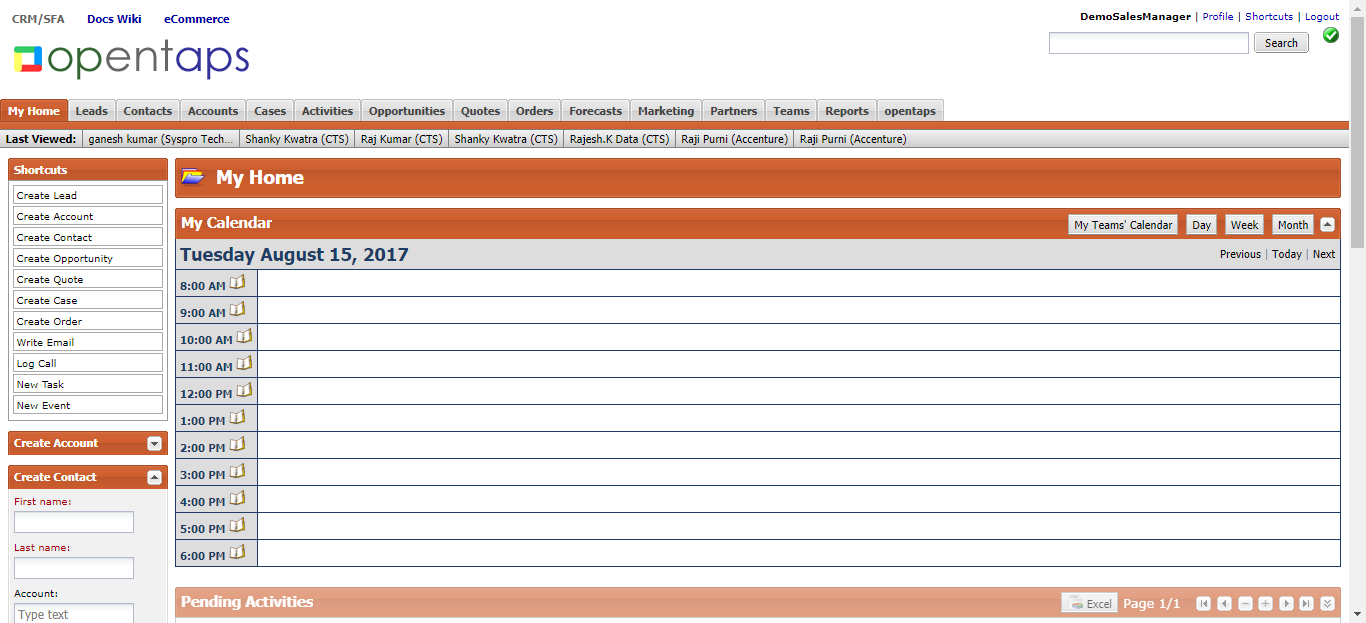 CRM/SFA Docs Wiki eCommerce
DemoSalesManager | Profile | Shortcuts | Logout
opentaps
Search
My Home Leads Contacts Accounts Cases Activities Opportunities Quotes Orders Forecasts Marketing Partners Teams Reports opentaps
Last Viewed: ganesh kumar (Syspro Tech... Shanky Kwatra (CTS) Raj Kumar (CTS) Shanky Kwatra (CTS) Rajesh.K Data (CTS) Raji Purni (Accenture) Raji Purni (Accenture)
Shortcuts
Create Lead
Create Account
Create Contact
Create Opportunity
Create Quote
Create Case
Create Order
Write Email
Log Call
New Task
New Event
Create Account
Create Contact
First name:
Last name:
Account:
Type text
My Home
My Calendar
My Teams' Calendar Day Week Month
Tuesday August 15, 2017
Previous | Today | Next
8:00 AM
9:00 AM
10:00 AM
11:00 AM
12:00 PM
1:00 PM
2:00 PM
3:00 PM
4:00 PM
5:00 PM
6:00 PM
Pending Activities
Excel Page 1/1